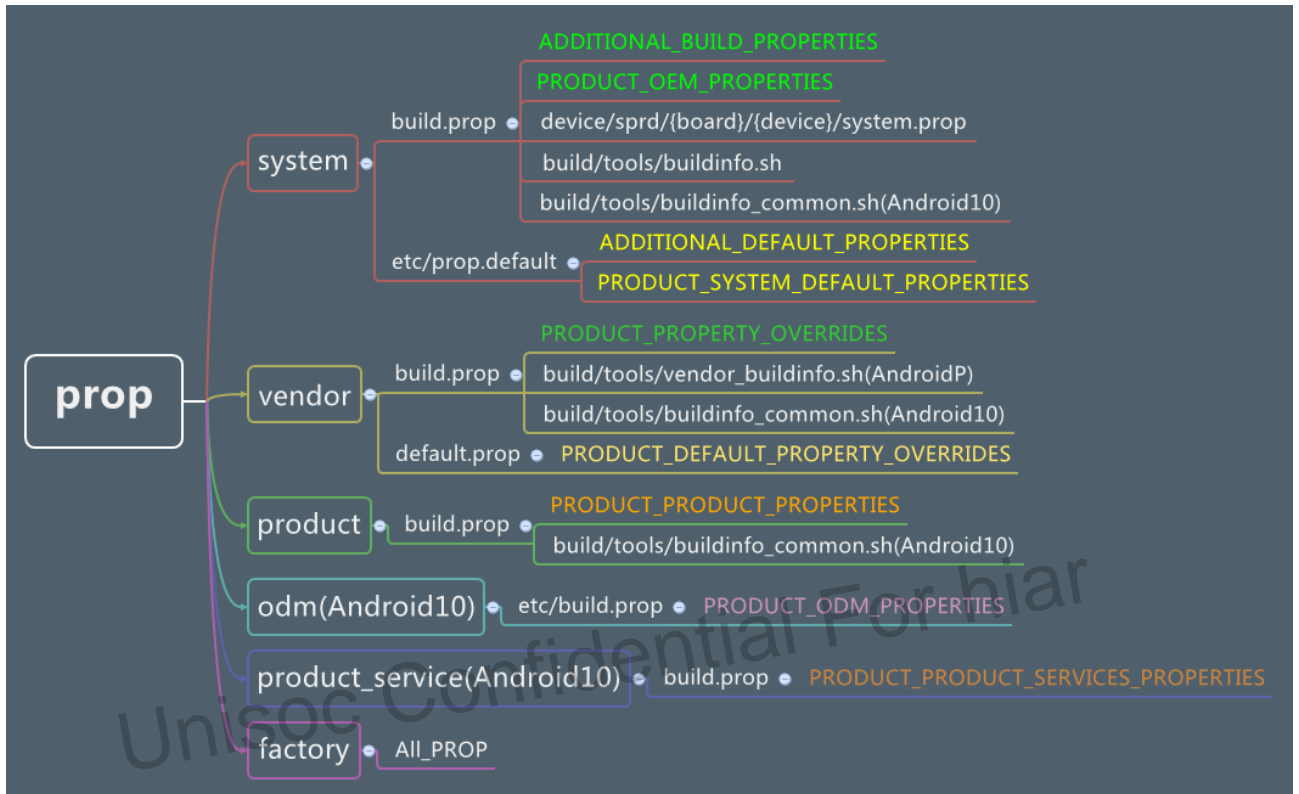 ADDITIONAL_BUILD_PROPERTIES
PRODUCT_OEM_PROPERTIES
build.prop
device/sprd/{board}/{device}/system.prop
system
build/tools/buildinfo.sh
build/tools/buildinfo_common.sh(Android10)
ADDITIONAL_DEFAULT_PROPERTIES
etc/prop.default
PRODUCT_SYSTEM_DEFAULT_PROPERTIES
prop
PRODUCT_PROPERTY_OVERRIDES
build.prop
build/tools/vendor_buildinfo.sh(AndroidP)
vendor
build/tools/buildinfo_common.sh(Android10)
default.prop
PRODUCT_DEFAULT_PROPERTY_OVERRIDES
PRODUCT_PRODUCT_PROPERTIES
product
build.prop
build/tools/buildinfo_common.sh(Android10)
odm(Android10)
etc/build.prop
PRODUCT_ODM_PROPERTIES
product_service(Android10)
build.prop
PRODUCT_PRODUCT_SERVICES_PROPERTIES
factory
All_PROP
Unisoc Confidential For hiar